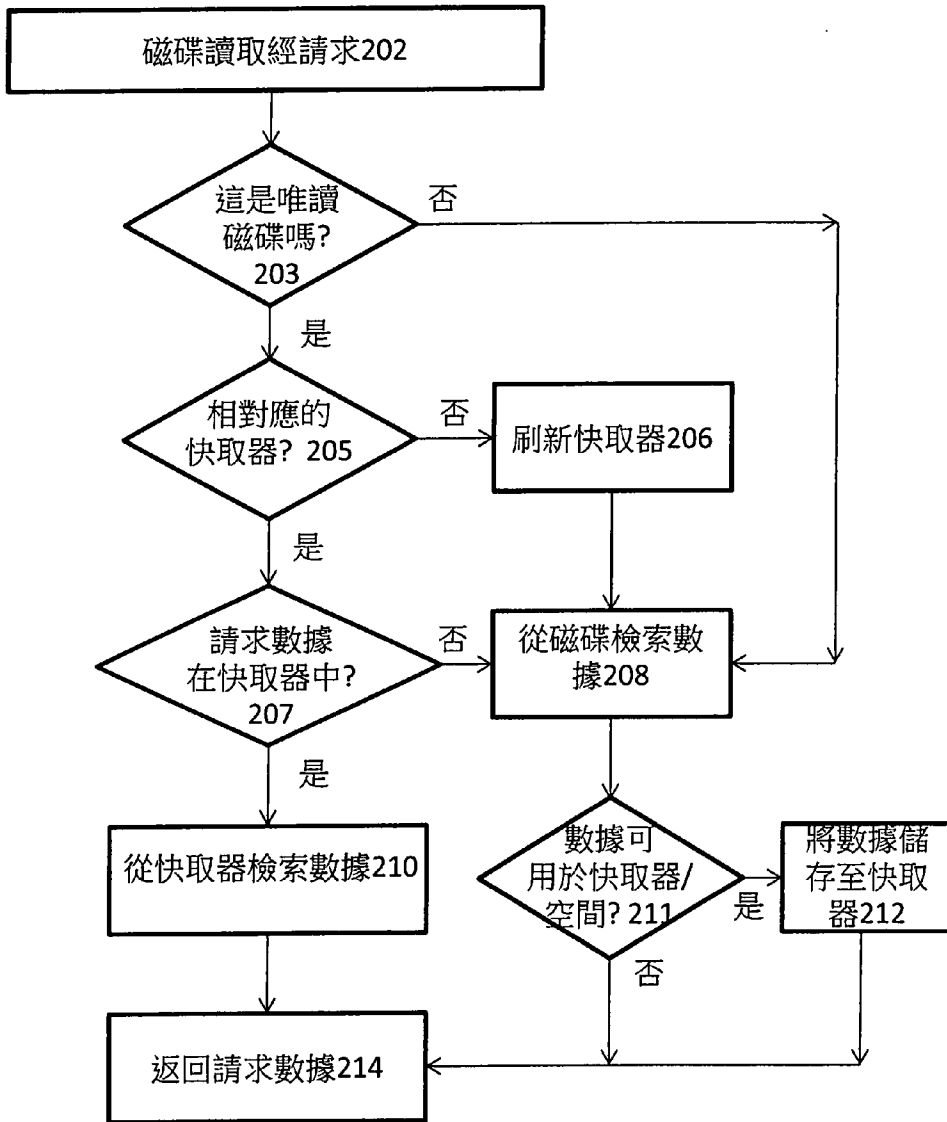 磁碟讀取經請求202
這是唯讀
磁碟嗎?
203
否
是
相對應的
快取器? 205
否
刷新快取器206
是
請求數據
在快取器中?
207
否
從磁碟檢索數
據208
是
從快取器檢索數據210
數據可
用於快取器/
空間? 211
是
將數據儲
存至快取
器212
否
返回請求數據214